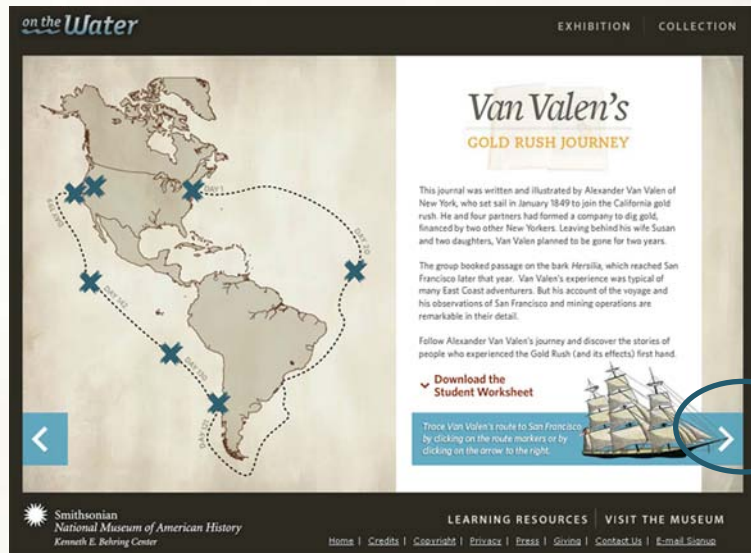 on the Water
EXHIBITION
COLLECTION
DAY 1
DAY 20
DAY 121
DAY 130
DAY 142
Van Valen's
GOLD RUSH JOURNEY
This journal was written and illustrated by Alexander Van Valen of
New York, who set sail in January 1849 to join the California gold
rush. He and four partners had formed a company to dig gold,
financed by two other New Yorkers. Leaving behind his wife Susan
and two daughters, Van Valen planned to be gone for two years.
The group booked passage on the bark Hersilia, which reached San
Francisco later that year. Van Valen's experience was typical of
many East Coast adventurers. But his account of the voyage and
his observations of San Francisco and mining operations are
remarkable in their detail.
Follow Alexander Van Valen's journey and discover the stories of
people who experienced the Gold Rush (and its effects) first hand.
Download the
Student Worksheet
Trace Van Valen's route to San Francisco
by clicking on the route markers or by
clicking on the arrow to the right.
Smithsonian
National Museum of American History
Kenneth E. Behring Center
LEARNING RESOURCES | VISIT THE MUSEUM
Home | Credits | Copyright | Privacy | Press | Giving | Contact Us | E-mail Signup